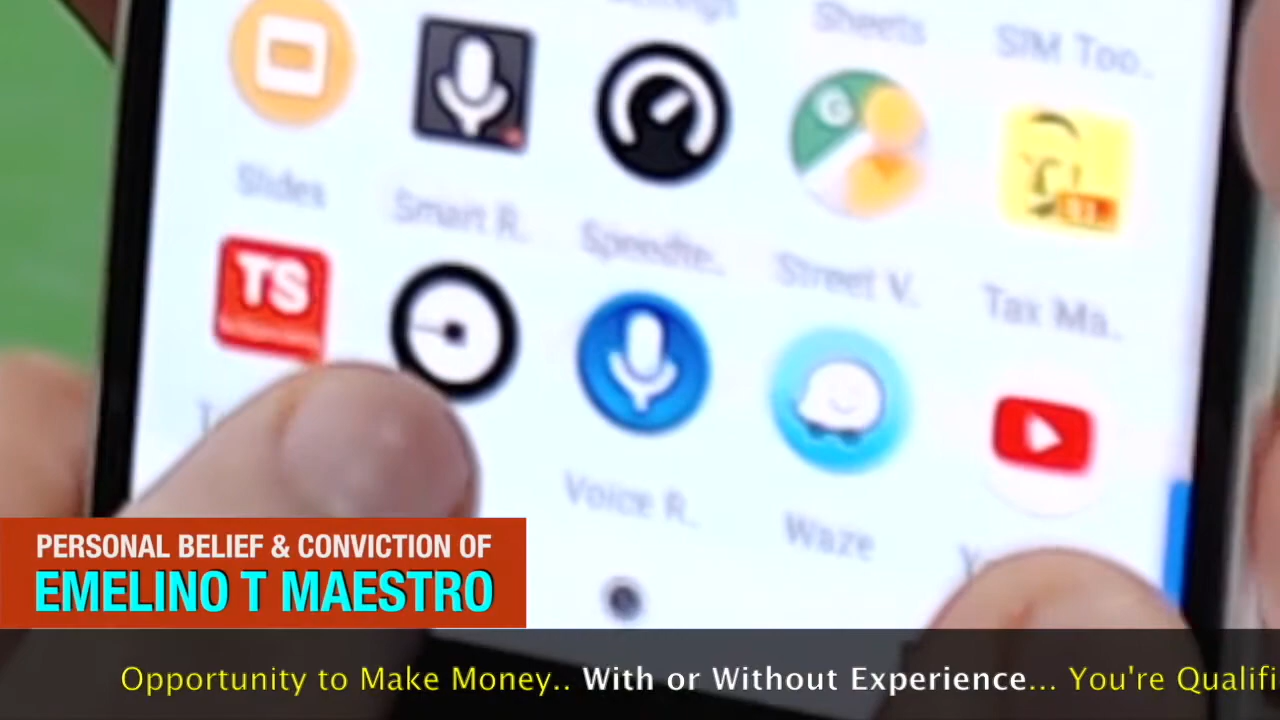 Sheets
SIM Too..
G
Slides
Smart R..
Speedte..
Street V..
Tax Ma..
TS
Voice R..
Waze
PERSONAL BELIEF & CONVICTION OF
EMELINO T MAESTRO
Opportunity to Make Money.. With or Without Experience... You're Qualifi